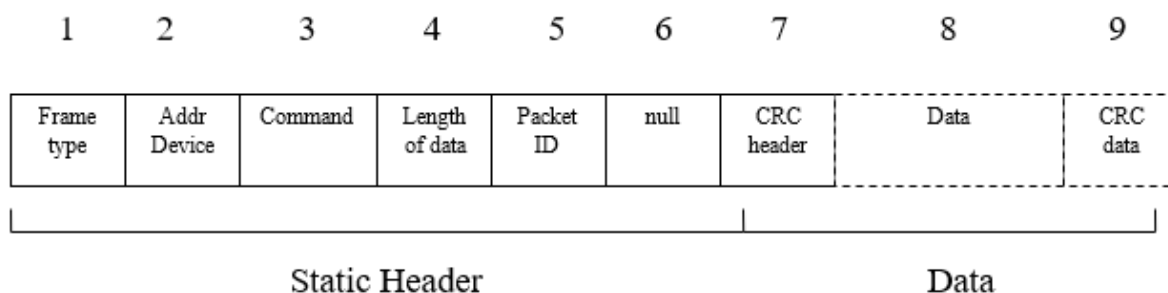 1 2 3 4 5 6 7 8 9
Frame type Addr Device Command Length of data Packet ID null CRC header Data CRC data
Static Header Data